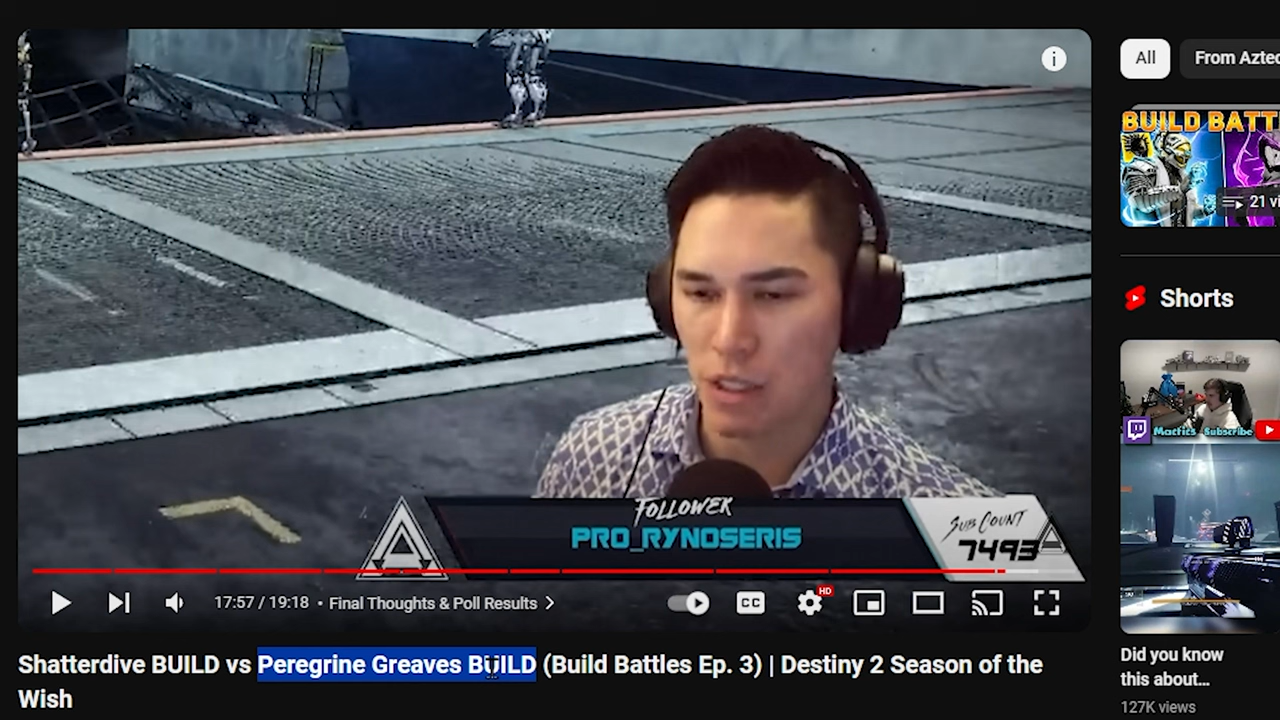 All
From Aztec
BUILD BATT
21 vi
Shorts
FOLLOWER
PRO_RYNOSERIS
SUB COUNT
7493
Mactics Subscribe
17:57 / 19:18 • Final Thoughts & Poll Results >
CC
HD
Shatterdive BUILD vs Peregrine Greaves BUILD (Build Battles Ep. 3) | Destiny 2 Season of the
Wish
Did you know
this about...
127K views